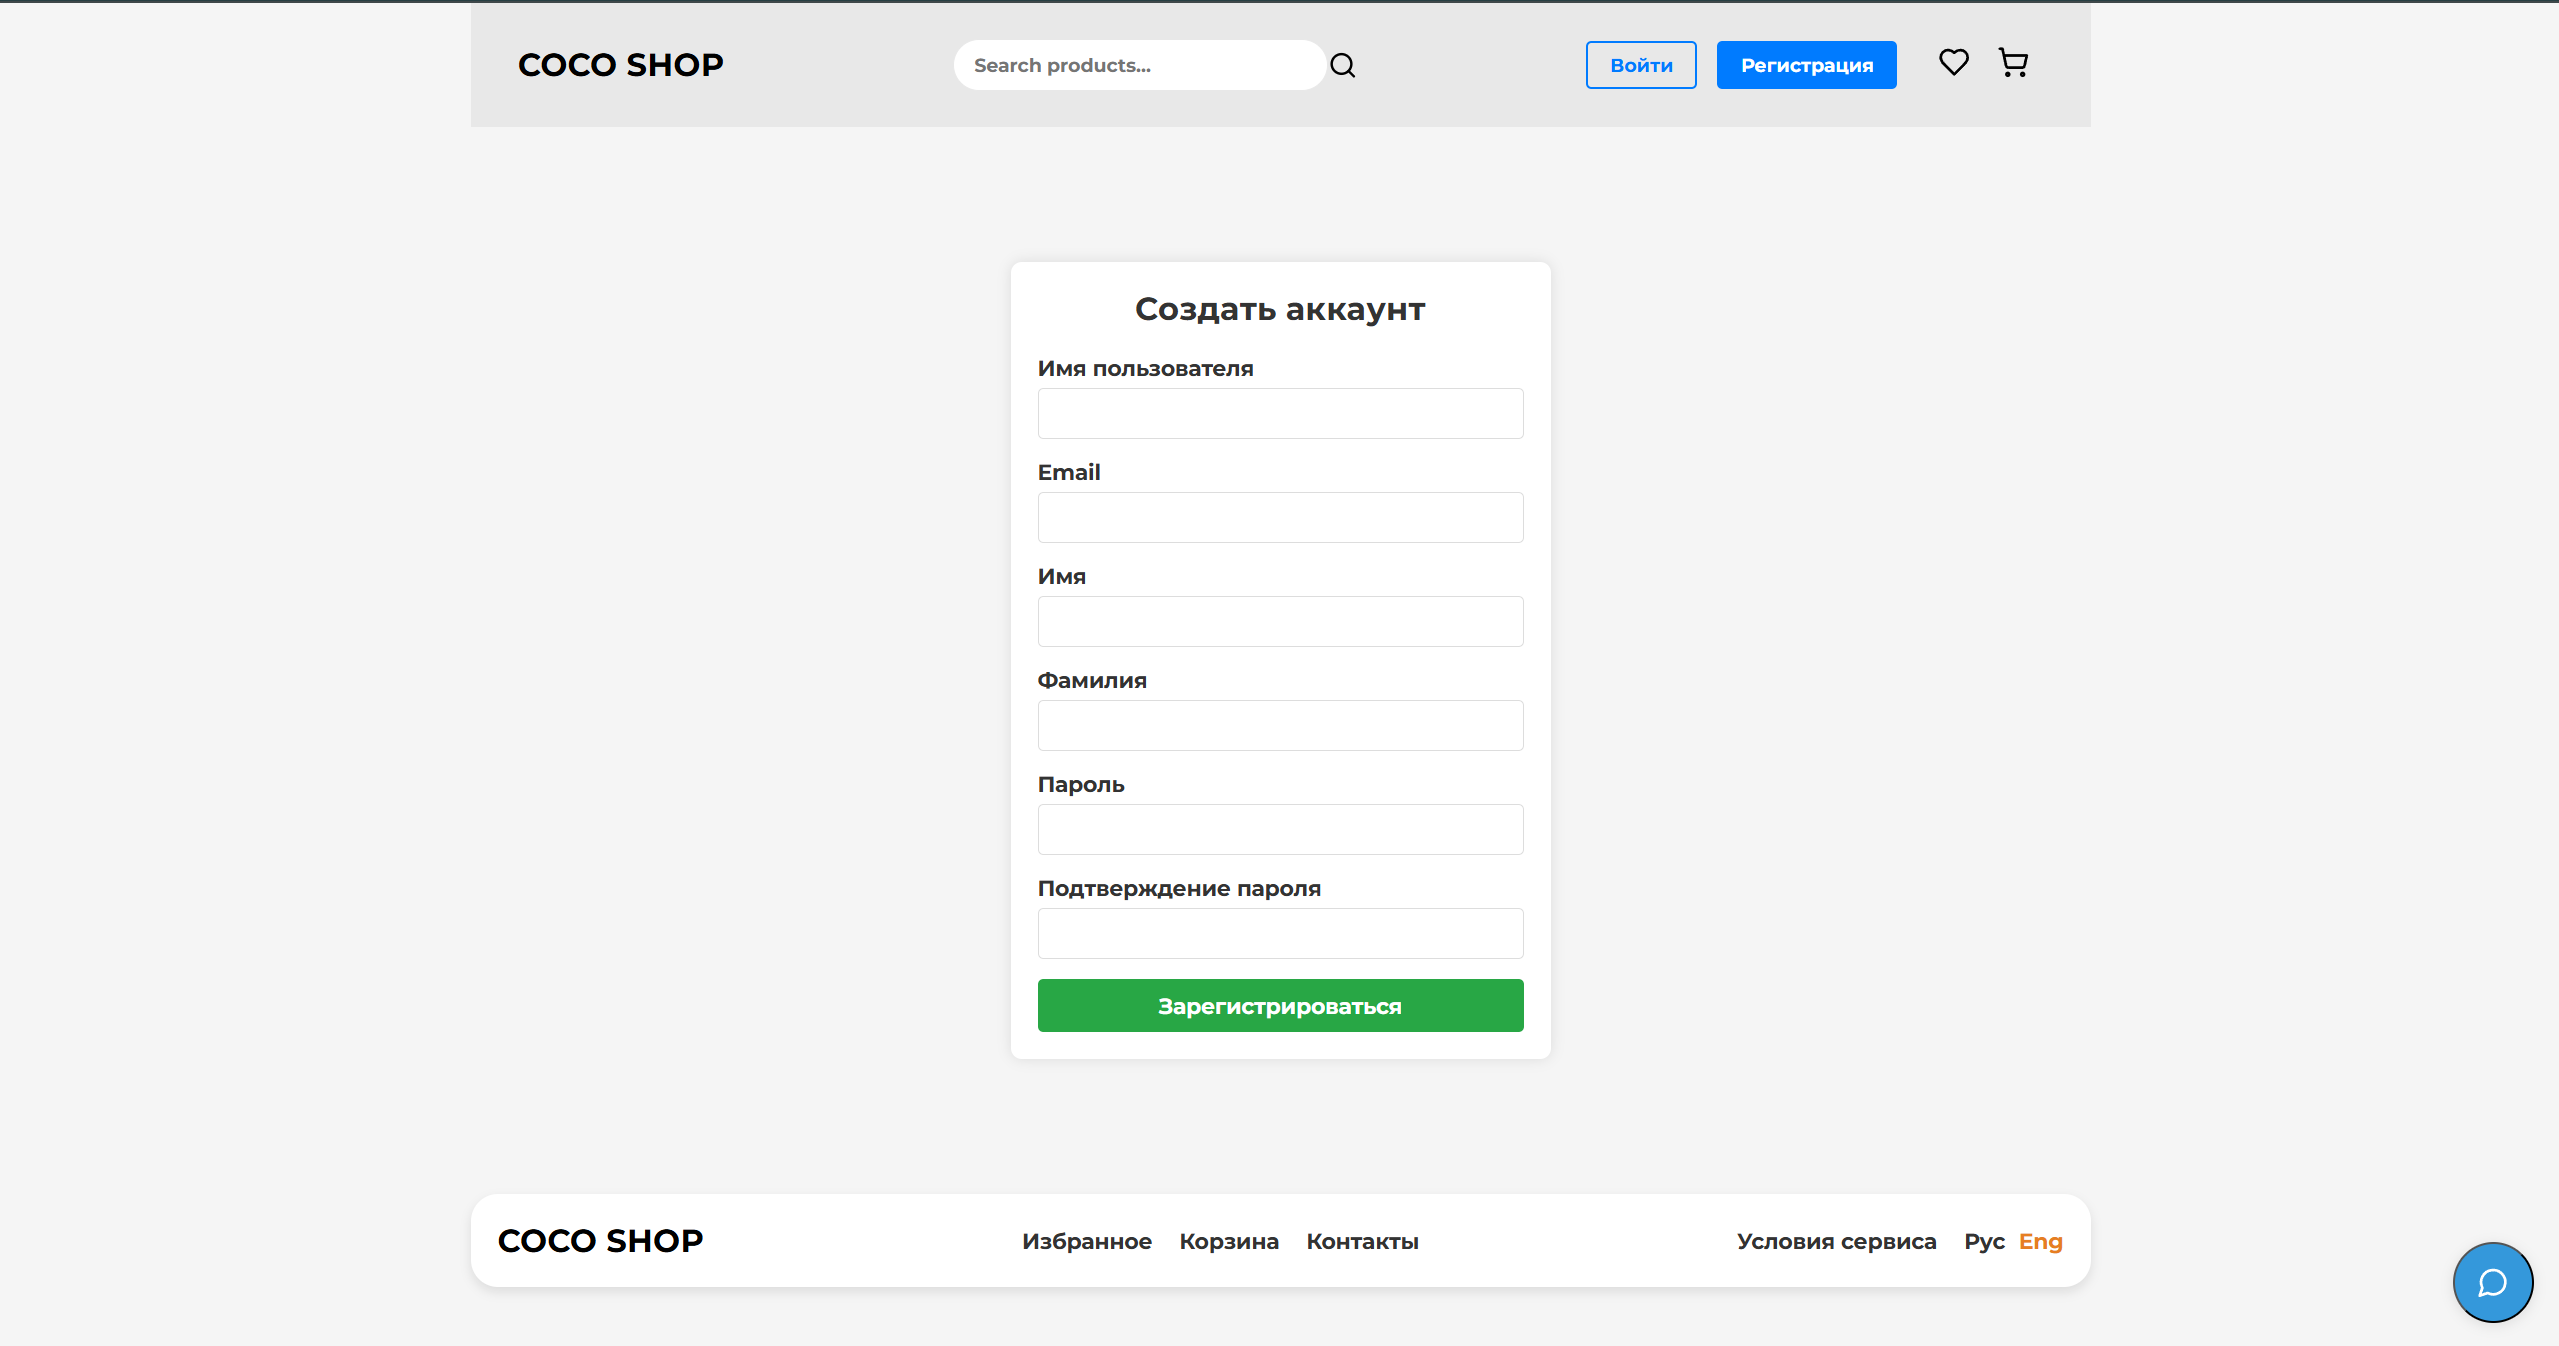 COCO SHOP
Search products...
Войти
Регистрация
Создать аккаунт
Имя пользователя
Email
Имя
Фамилия
Пароль
Подтверждение пароля
Зарегистрироваться
COCO SHOP
Избранное Корзина Контакты
Условия сервиса Рус Eng